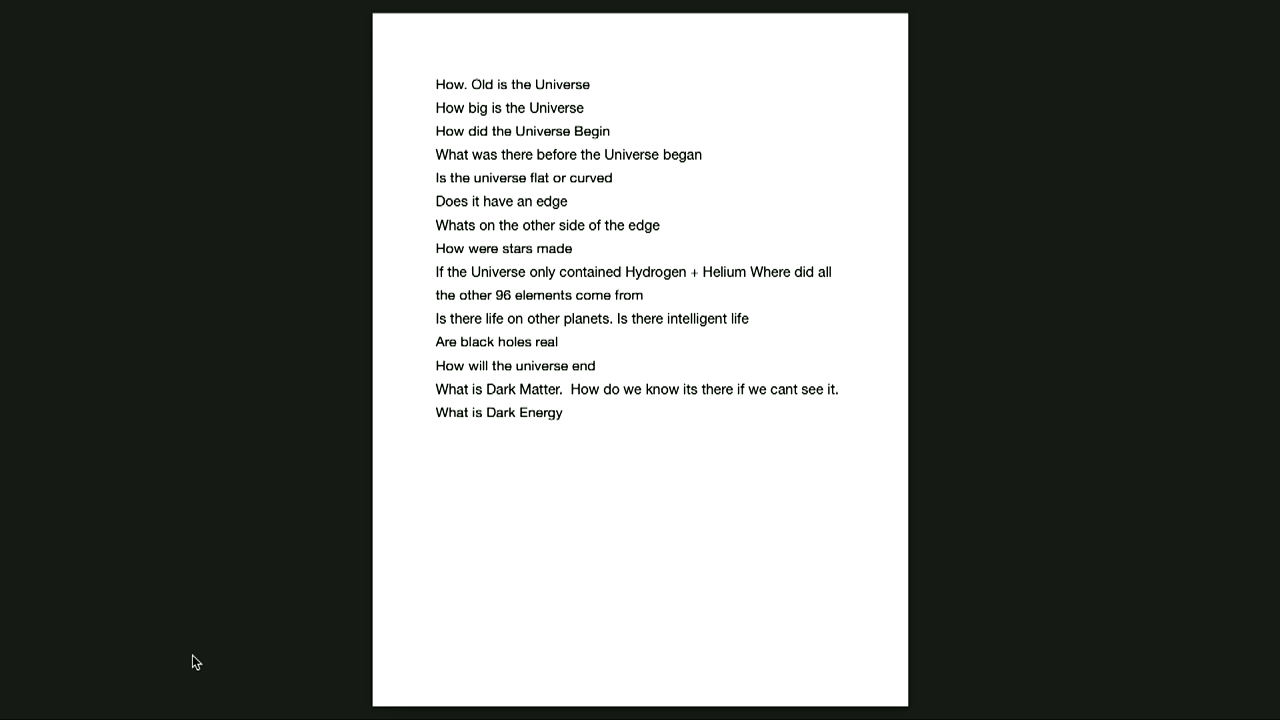 How. Old is the Universe
How big is the Universe
How did the Universe Begin
What was there before the Universe began
Is the universe flat or curved
Does it have an edge
Whats on the other side of the edge
How were stars made
If the Universe only contained Hydrogen + Helium Where did all
the other 96 elements come from
Is there life on other planets. Is there intelligent life
Are black holes real
How will the universe end
What is Dark Matter.  How do we know its there if we cant see it.
What is Dark Energy